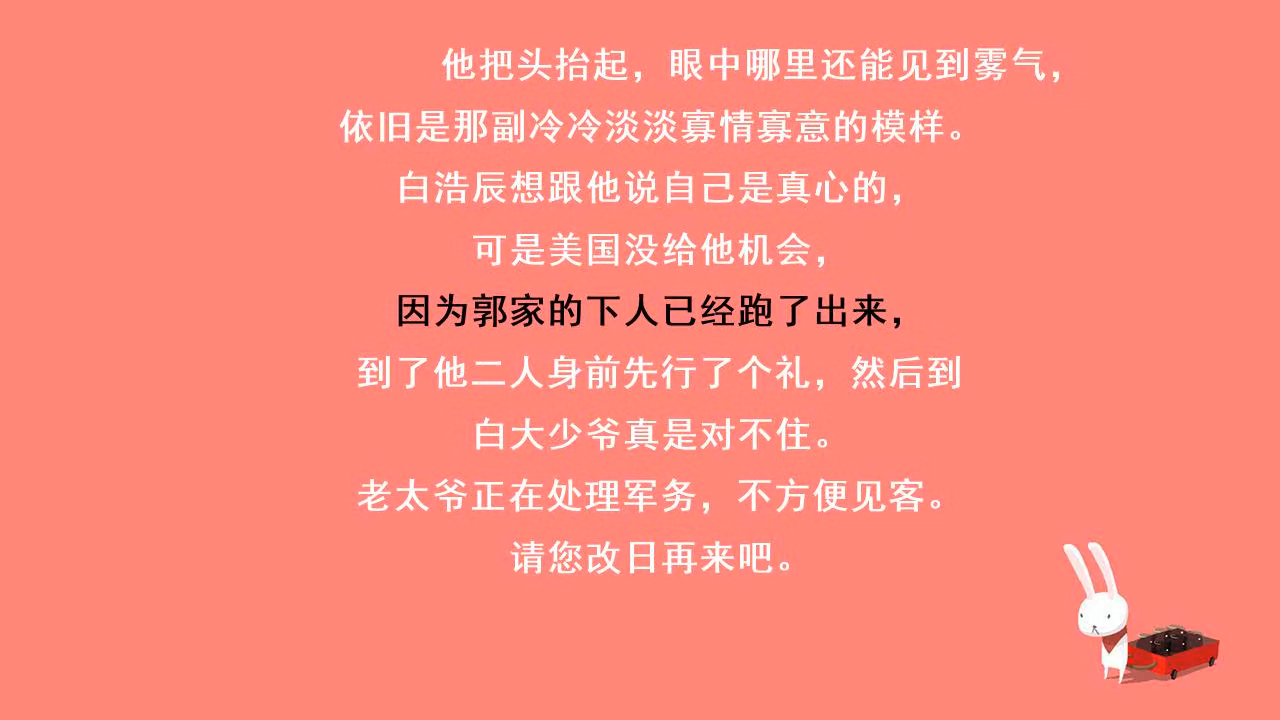 他把头抬起，眼中哪里还能见到雾气，
依旧是那副冷冷淡淡寡情寡意的模样。
白浩辰想跟他说自己是真心的，
可是美国没给他机会，
因为郭家的下人已经跑了出来，
到了他二人身前先行了个礼，然后到
白大少爷真是对不住。
老太爷正在处理军务，不方便见客。
请您改日再来吧。